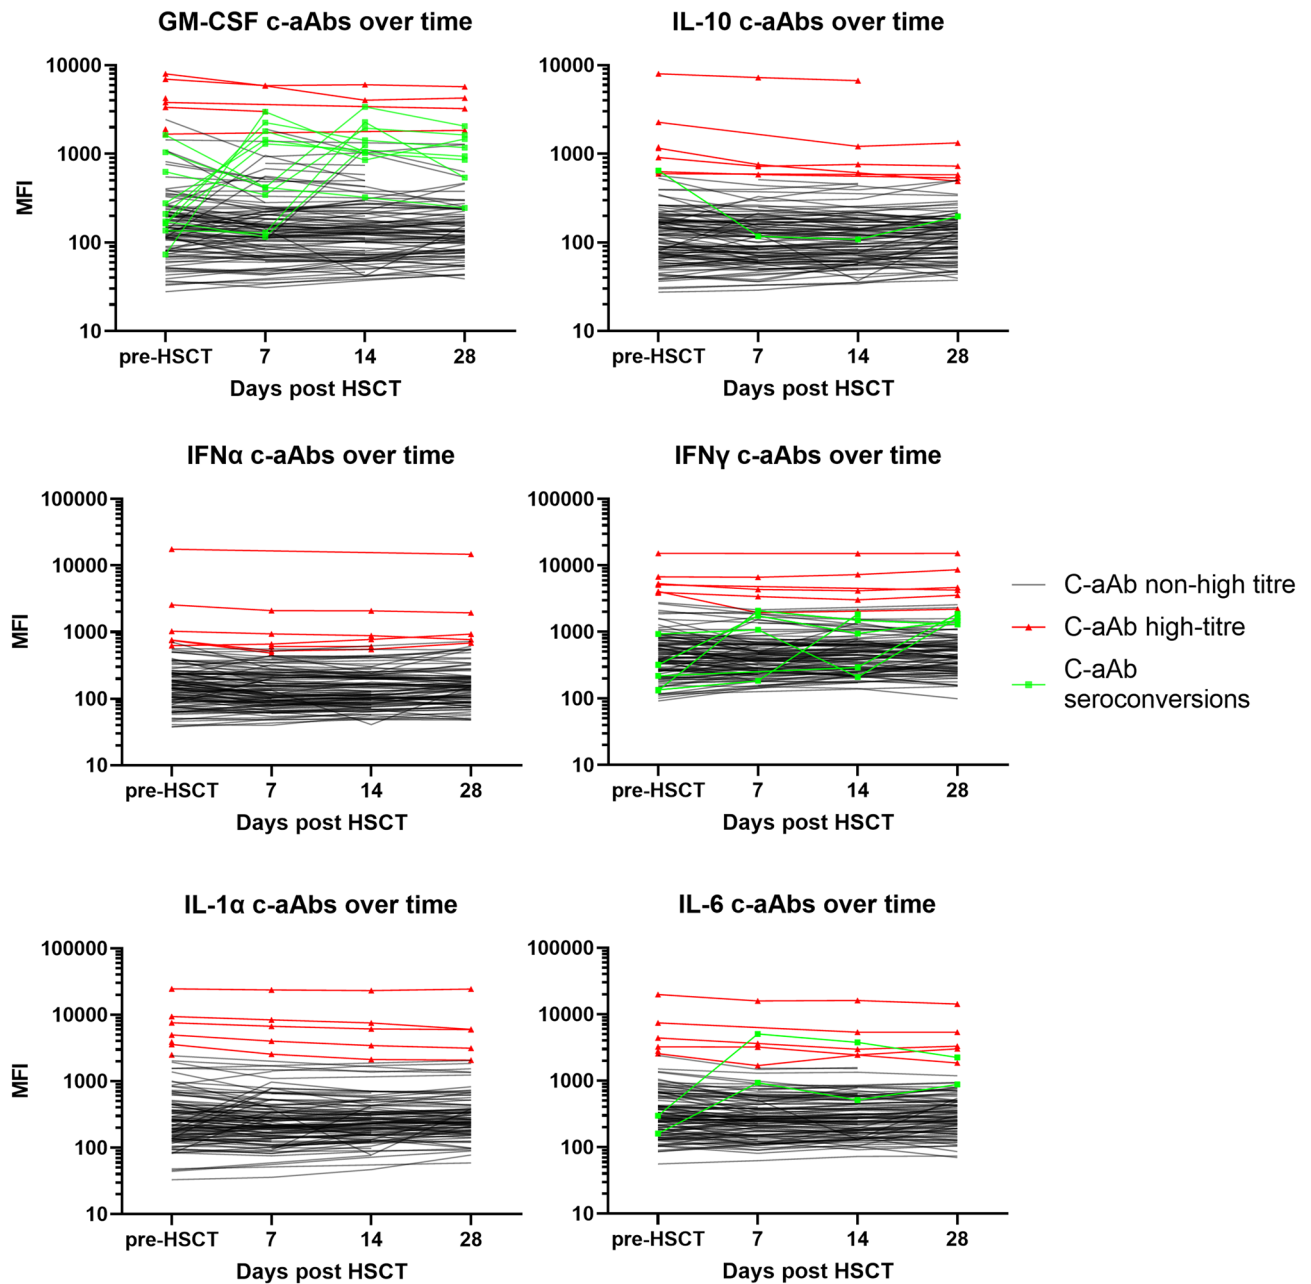 GM-CSF c-aAbs over time
10000
1000
100
10
MFI
pre-HSCT 7 14 28
Days post HSCT
IL-10 c-aAbs over time
10000
1000
100
10
pre-HSCT 7 14 28
Days post HSCT
IFNα c-aAbs over time
100000
10000
1000
100
10
MFI
pre-HSCT 7 14 28
Days post HSCT
IFNγ c-aAbs over time
100000
10000
1000
100
10
pre-HSCT 7 14 28
Days post HSCT
C-aAb non-high titre
C-aAb high-titre
C-aAb
seroconversions
IL-1α c-aAbs over time
100000
10000
1000
100
10
MFI
pre-HSCT 7 14 28
Days post HSCT
IL-6 c-aAbs over time
100000
10000
1000
100
10
pre-HSCT 7 14 28
Days post HSCT